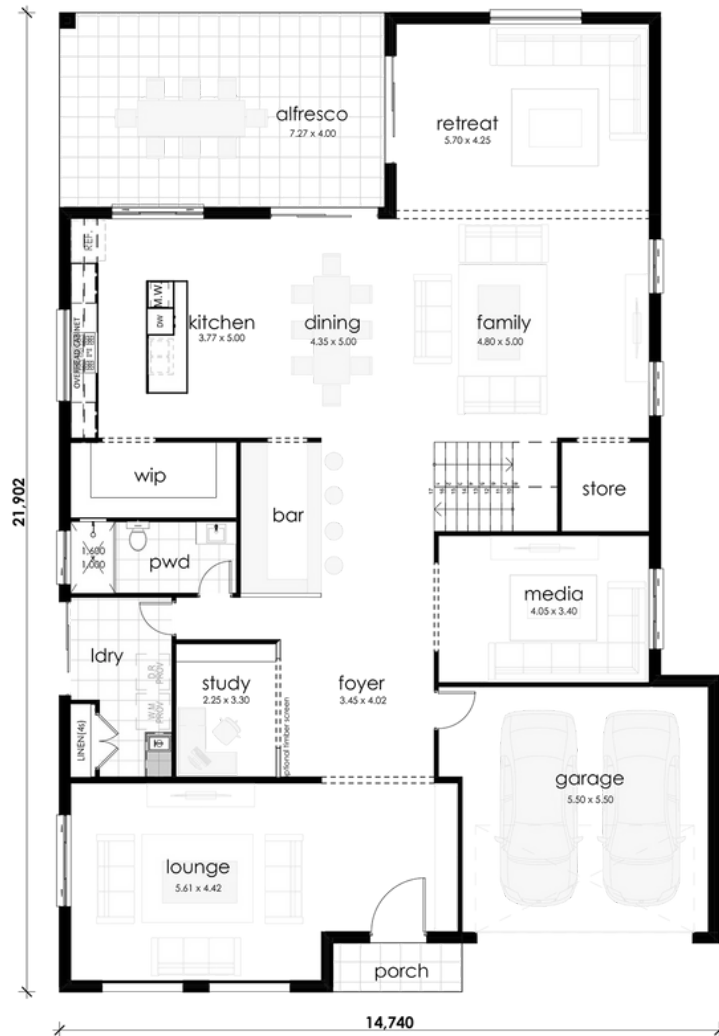 alfresco
7.27 x 4.00
retreat
5.70 x 4.25
REF.
OVERHEAD CABINET
M.W.
DW
kitchen
3.77 x 5.00
dining
4.35 x 5.00
family
4.80 x 5.00
21,902
wip
bar
store
1,600
1,000
pwd
media
4.05 x 3.40
ldry
D.R.
PROV
W.M.
PROV
LINEN(4s)
study
2.25 x 3.30
optional timber screen
foyer
3.45 x 4.02
garage
5.50 x 5.50
lounge
5.61 x 4.42
porch
14,740